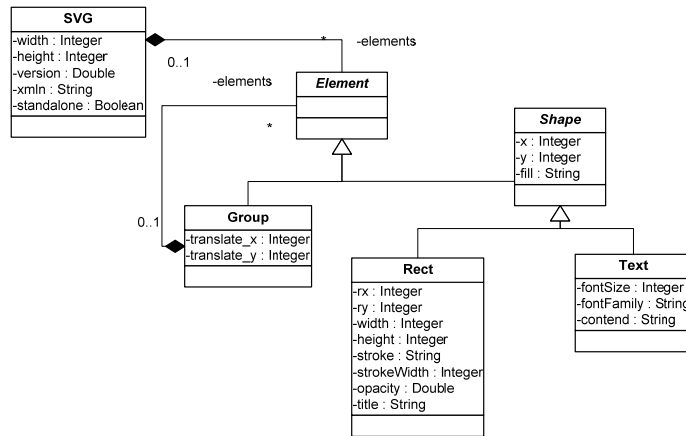 SVG
-width : Integer
-height : Integer
-version : Double
-xmln : String
-standalone : Boolean
*
-elements
0..1
-elements
Element
*
Shape
-x : Integer
-y : Integer
-fill : String
0..1
Group
-translate_x : Integer
-translate_y : Integer
Rect
-rx : Integer
-ry : Integer
-width : Integer
-height : Integer
-stroke : String
-strokeWidth : Integer
-opacity : Double
-title : String
Text
-fontSize : Integer
-fontFamily : String
-contend : String